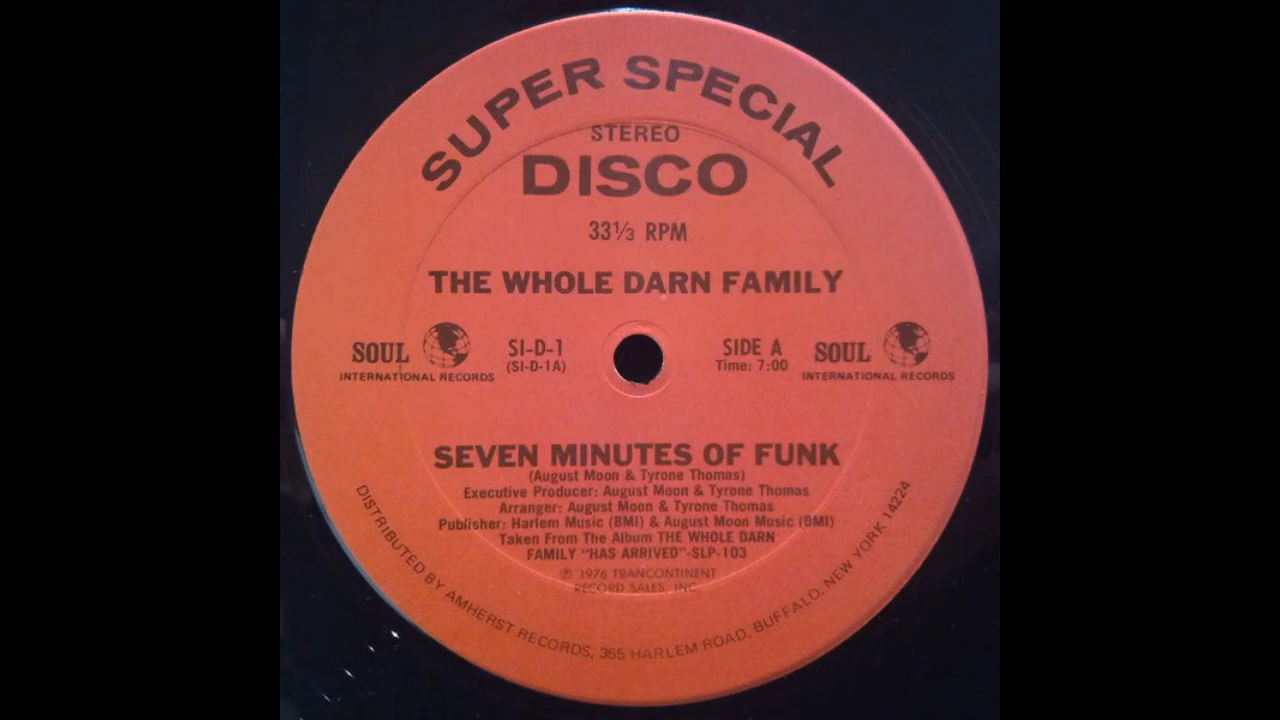 SUPER SPECIAL
STEREO
DISCO
33⅓ RPM
THE WHOLE DARN FAMILY
SOUL
INTERNATIONAL RECORDS
SI-D-1
(SI-D-1A)
SIDE A
Time: 7:00
SOUL
INTERNATIONAL RECORDS
SEVEN MINUTES OF FUNK
(August Moon & Tyrone Thomas)
Executive Producer: August Moon & Tyrone Thomas
Arranger: August Moon & Tyrone Thomas
Publisher: Harlem Music (BMI) & August Moon Music (BMI)
Taken From The Album THE WHOLE DARN
FAMILY "HAS ARRIVED"-SLP-103
℗ 1976 TRANCONTINENT
RECORD SALES, INC.
DISTRIBUTED BY AMHERST RECORDS, 355 HARLEM ROAD, BUFFALO, NEW YORK 14224